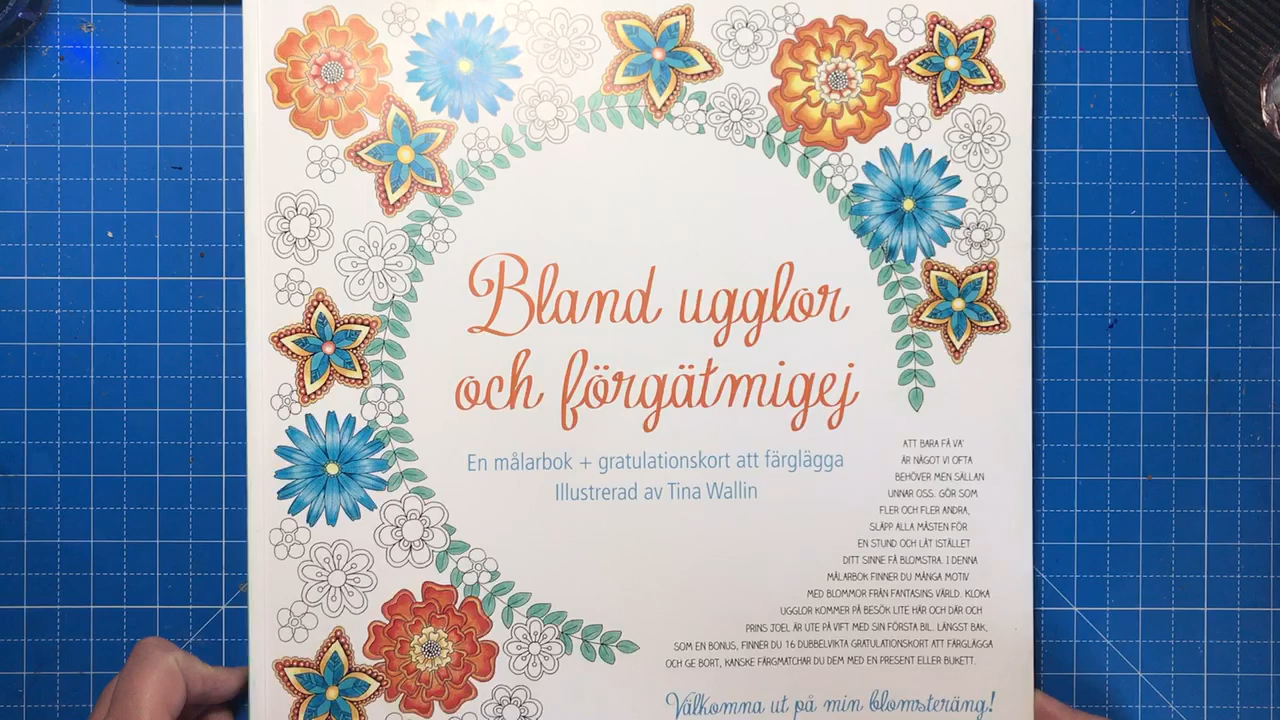 Bland ugglor
och förgätmigej
En målarbok + gratulationskort att färglägga
Illustrerad av Tina Wallin
ATT BARA FÅ VA'
ÄR NÅGOT VI OFTA
BEHÖVER MEN SÄLLAN
UNNAR OSS. GÖR SOM
FLER OCH FLER ANDRA,
SLÄPP ALLA MÅSTEN FÖR
EN STUND OCH LÅT ISTÄLLET
DITT SINNE FÅ BLOMSTRA. I DENNA
MÅLARBOK FINNER DU MÅNGA MOTIV
MED BLOMMOR FRÅN FANTASINS VÄRLD. KLOKA
UGGLOR KOMMER PÅ BESÖK LITE HÄR OCH DÄR OCH
PRINS JOEL ÄR UTE PÅ VIFT MED SIN FÖRSTA BIL. LÄNGST BAK,
SOM EN BONUS, FINNER DU 16 DUBBELVIKTA GRATULATIONSKORT ATT FÄRGLÄGGA
OCH GE BORT, KANSKE FÄRGMATCHAR DU DEM MED EN PRESENT ELLER BUKETT.
Välkomna ut på min blomsteräng!